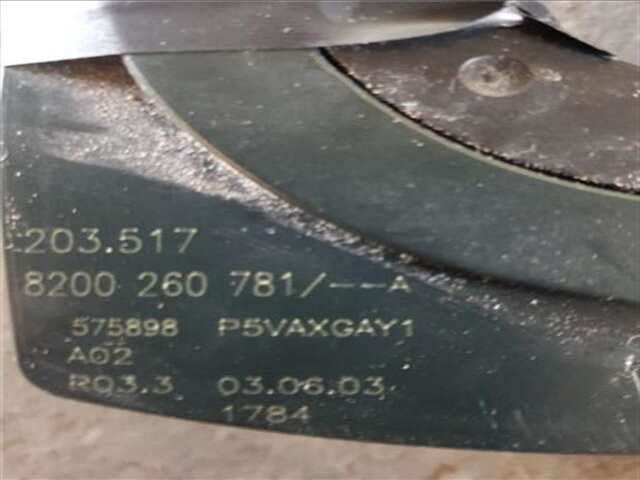 203.517
8200 260 781/--A
575898 P5VAXGAY1
A02
R03.3 03.06.03
1784